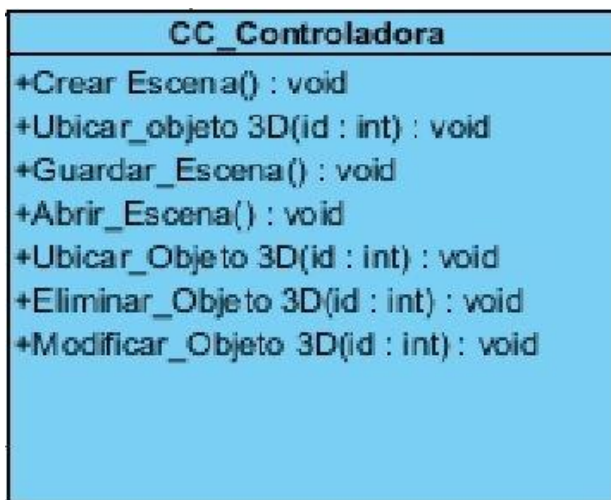 CC_Controladora
+Crear Escena() : void
+Ubicar_objeto 3D(id : int) : void
+Guardar_Escena() : void
+Abrir_Escena() : void
+Ubicar_Objeto 3D(id : int) : void
+Eliminar_Objeto 3D(id : int) : void
+Modificar_Objeto 3D(id : int) : void